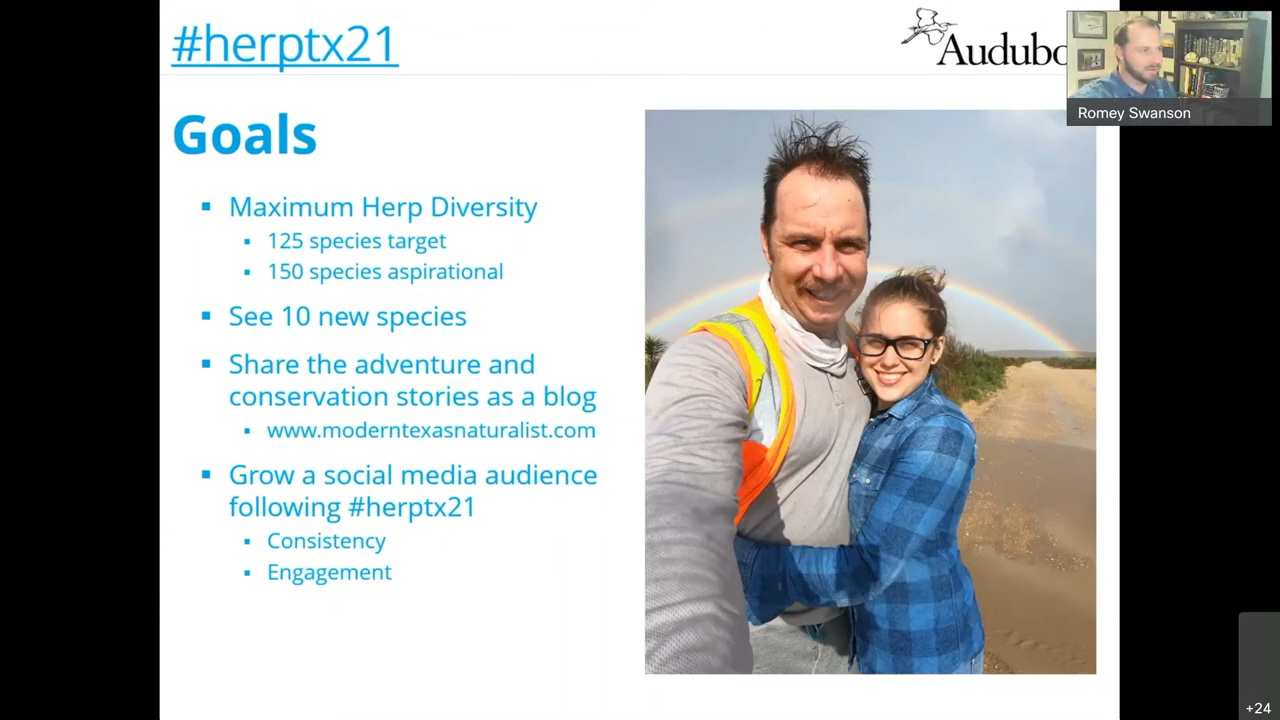 #herptx21
Audubo
Romey Swanson
Goals
▪ Maximum Herp Diversity
▪ 125 species target
▪ 150 species aspirational
▪ See 10 new species
▪ Share the adventure and
conservation stories as a blog
▪ www.moderntexasnaturalist.com
▪ Grow a social media audience
following #herptx21
▪ Consistency
▪ Engagement
+24